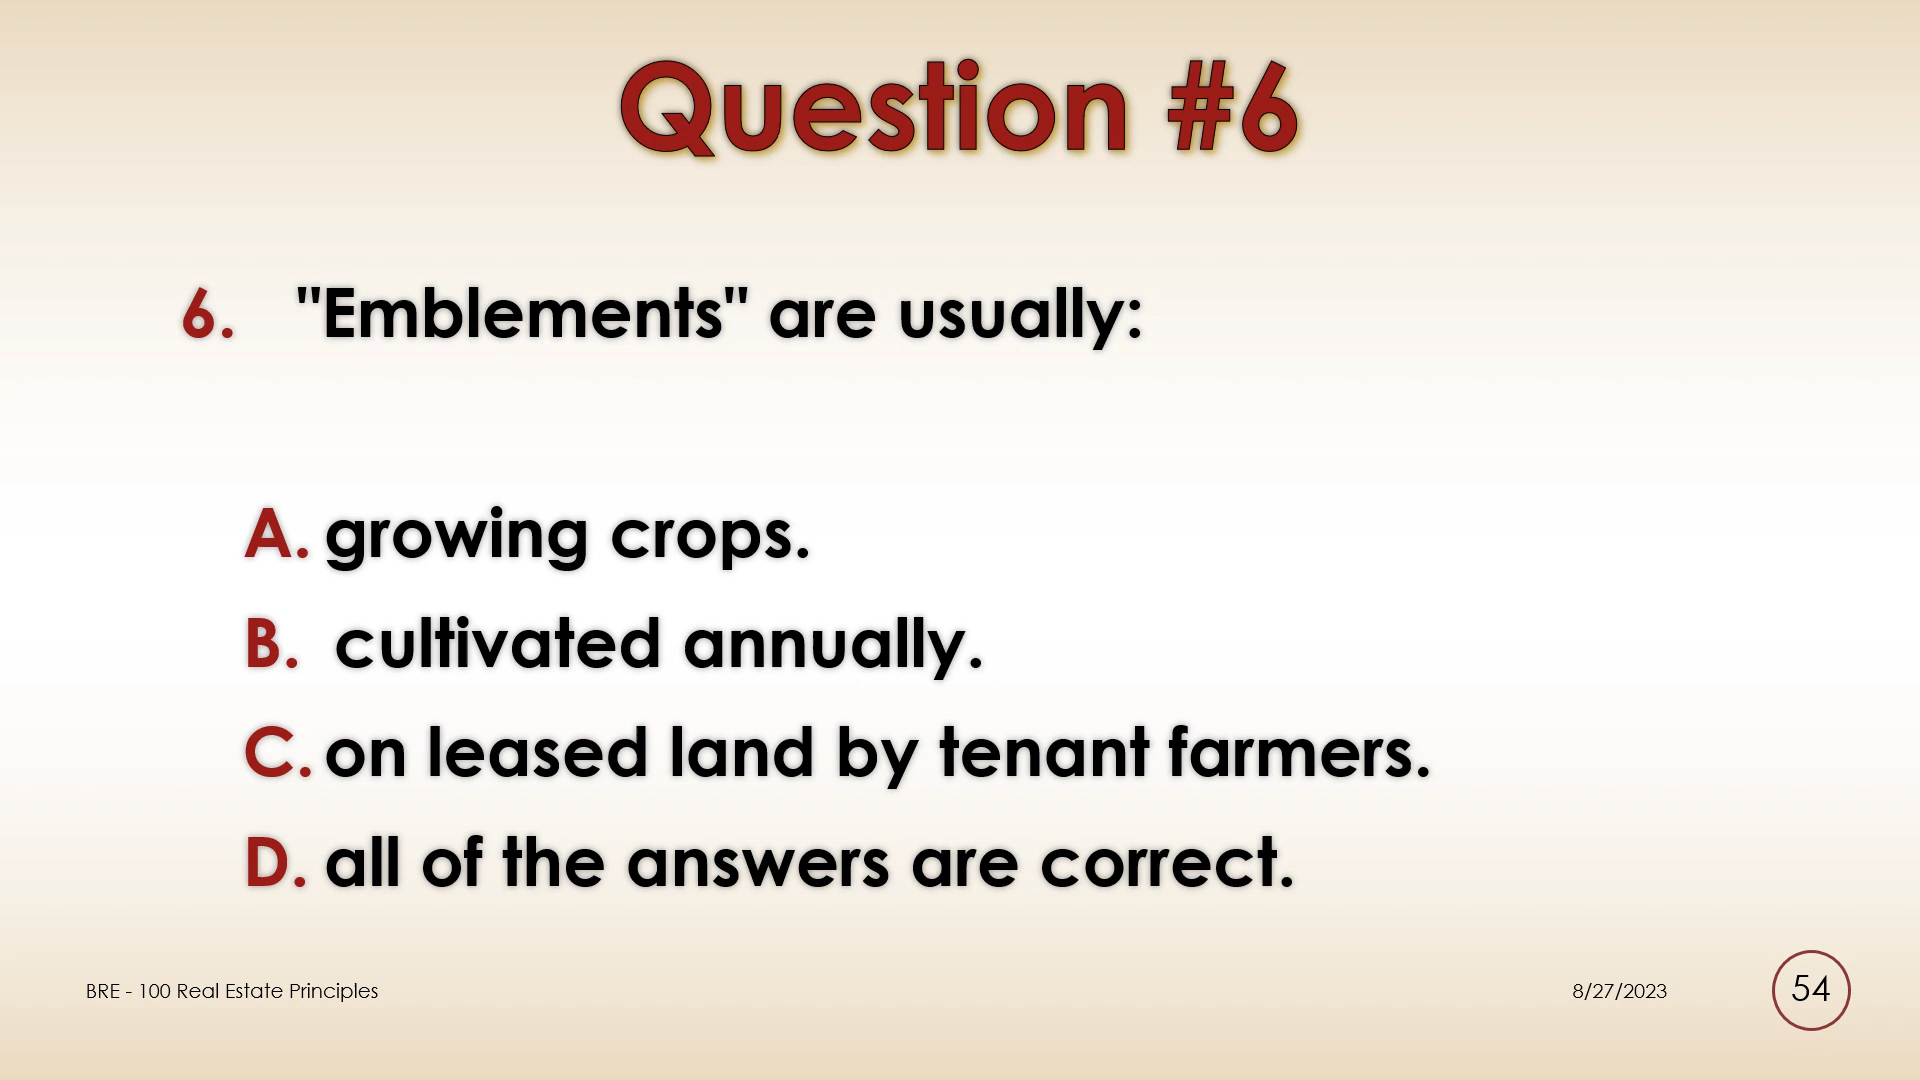 Question #6
6. "Emblements" are usually:
A. growing crops.
B. cultivated annually.
C. on leased land by tenant farmers.
D. all of the answers are correct.
BRE - 100 Real Estate Principles
8/27/2023
54